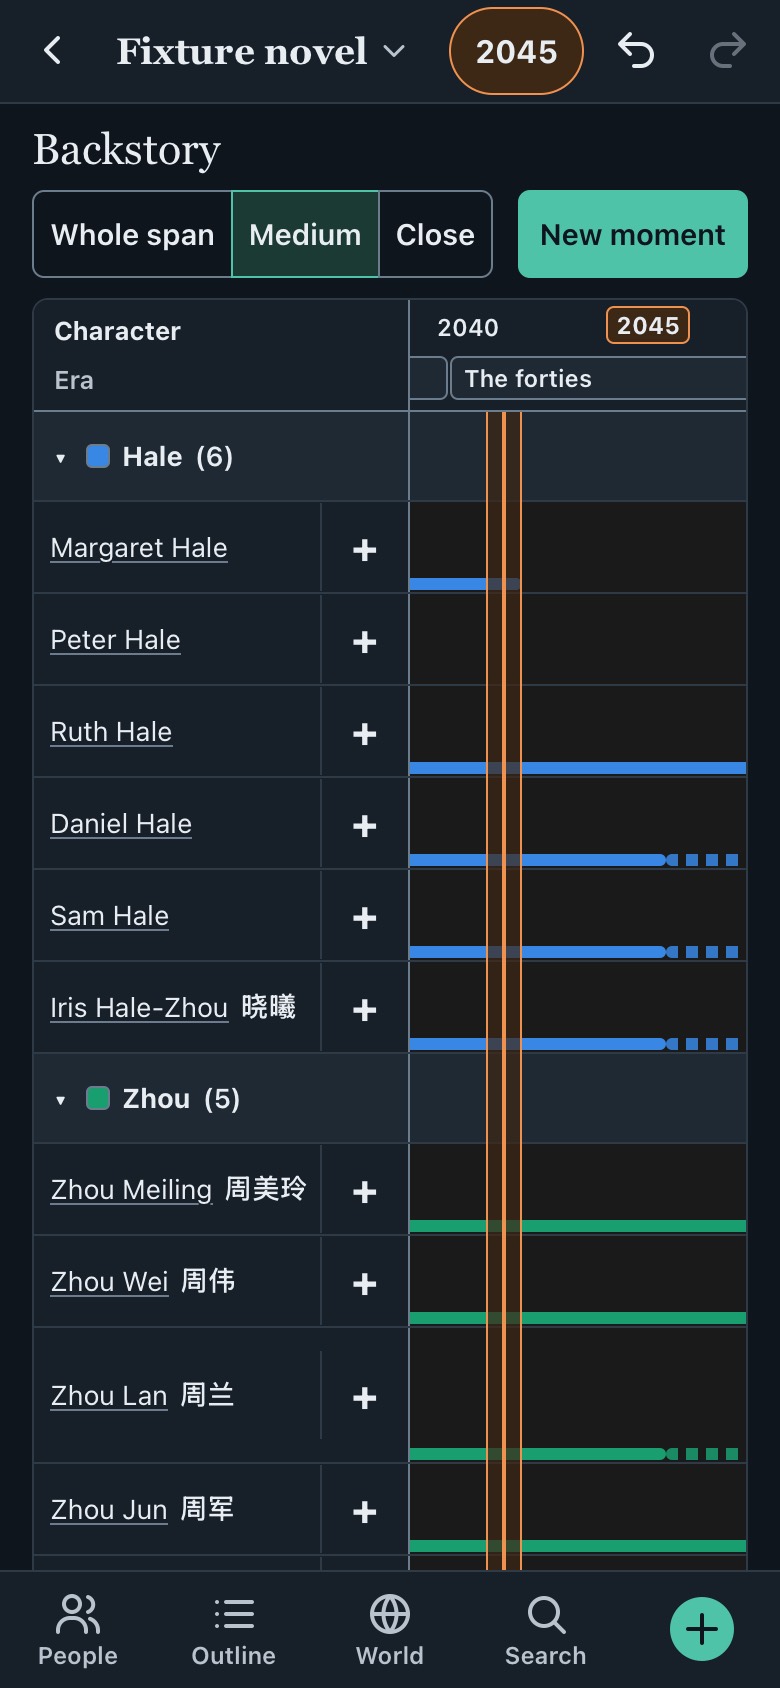 Fixture novel
2045
Backstory
Whole span
Medium
Close
New moment
Character
2040
2045
Era
The forties
Hale (6)
Margaret Hale
Peter Hale
Ruth Hale
Daniel Hale
Sam Hale
Iris Hale-Zhou 晓曦
Zhou (5)
Zhou Meiling 周美玲
Zhou Wei 周伟
Zhou Lan 周兰
Zhou Jun 周军
People
Outline
World
Search